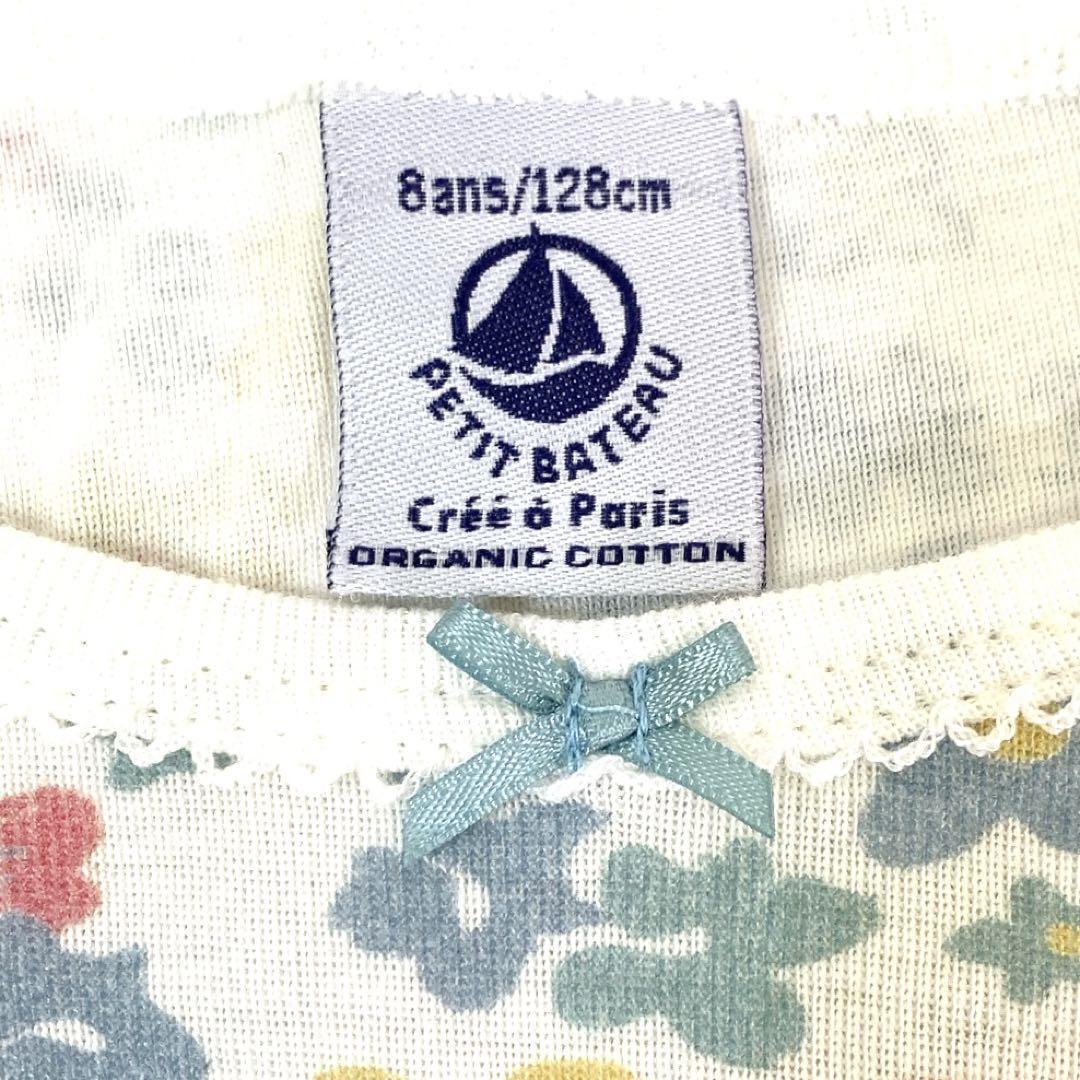 8ans/128cm
PETIT BATEAU
Créé à Paris
ORGANIC COTTON